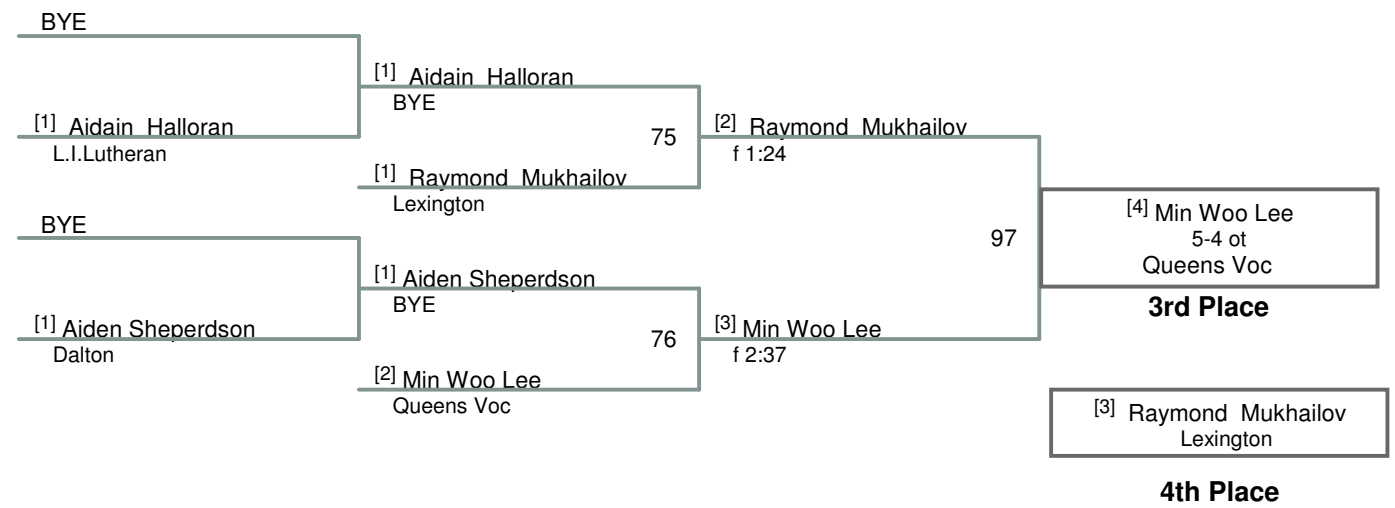 BYE
[1] Aidain Halloran
L.I.Lutheran
BYE
[1] Aiden Sheperdson
Dalton
[1] Aidain Halloran
BYE
75
[1] Raymond Mukhailov
Lexington
[1] Aiden Sheperdson
BYE
76
[2] Min Woo Lee
Queens Voc
[2] Raymond Mukhailov
f 1:24
97
[3] Min Woo Lee
f 2:37
[4] Min Woo Lee
5-4 ot
Queens Voc
3rd Place
[3] Raymond Mukhailov
Lexington
4th Place